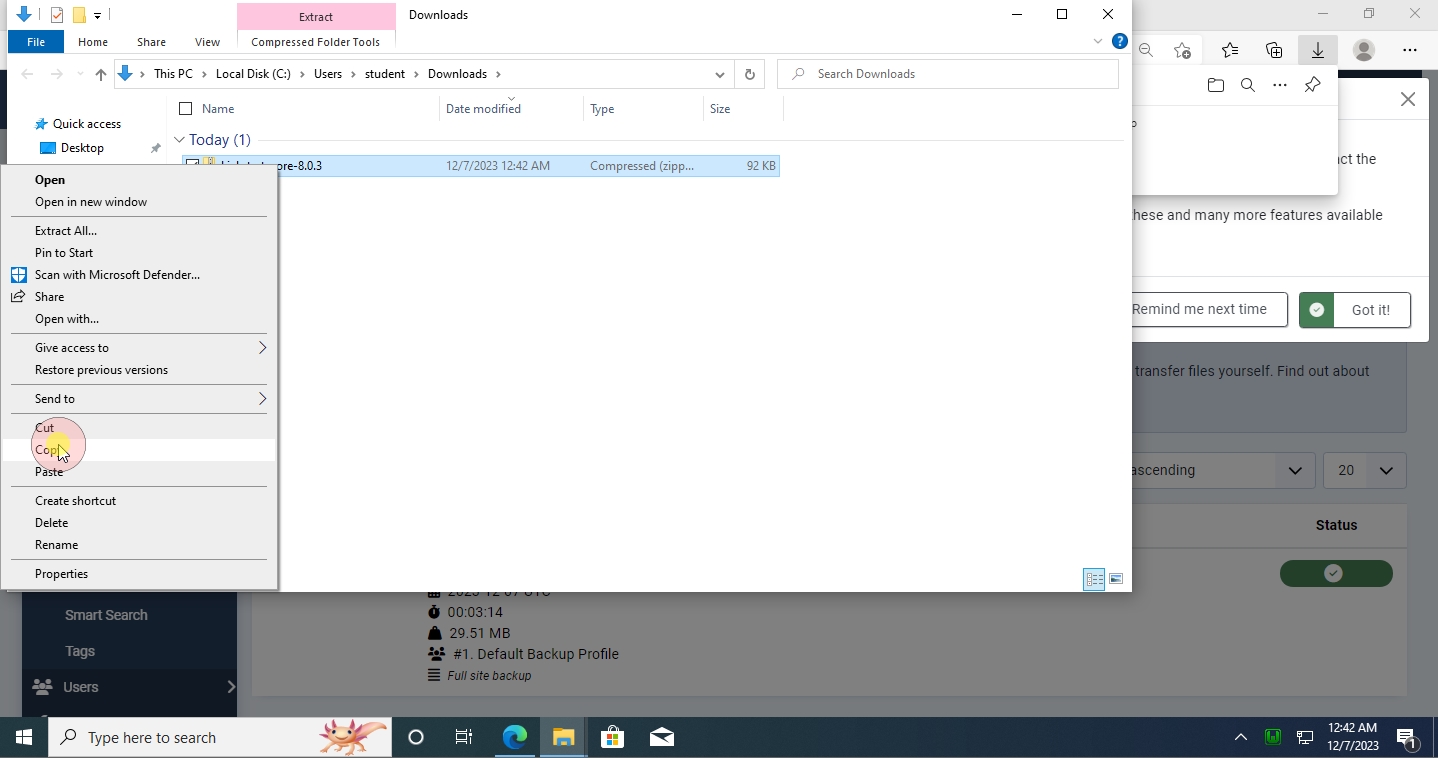 Extract
Downloads
File
Home
Share
View
Compressed Folder Tools
This PC
Local Disk (C:)
Users
student
Downloads
Search Downloads
Name
Date modified
Type
Size
Quick access
Desktop
Today (1)
ore-8.0.3
12/7/2023 12:42 AM
Compressed (zipp...
92 KB
Open
Open in new window
Extract All...
Pin to Start
Scan with Microsoft Defender...
Share
Open with...
Give access to
Restore previous versions
Send to
Cut
Copy
Paste
Create shortcut
Delete
Rename
Properties
the
these and many more features available
Remind me next time
Got it!
transfer files yourself. Find out about
ascending
20
Status
00:03:14
29.51 MB
#1. Default Backup Profile
Full site backup
Smart Search
Tags
Users
Type here to search
12:42 AM
12/7/2023
1